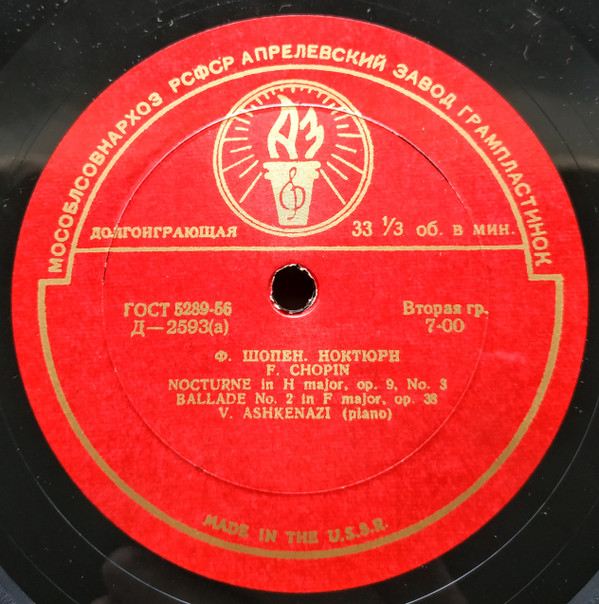 МОСОБЛСОВНАРХОЗ РСФСР АПРЕЛЕВСКИЙ ЗАВОД ГРАМПЛАСТИНОК
АЗ
ДОЛГОИГРАЮЩАЯ 33 ⅓ об. в мин.
ГОСТ 5289-56 Вторая гр.
Д—2593(а) 7-00
Ф. ШОПЕН. НОКТЮРН
F. CHOPIN
NOCTURNE in H major, op. 9, No. 3
BALLADE No. 2 in F major, op. 38
V. ASHKENAZI (piano)
MADE IN THE U.S.S.R.